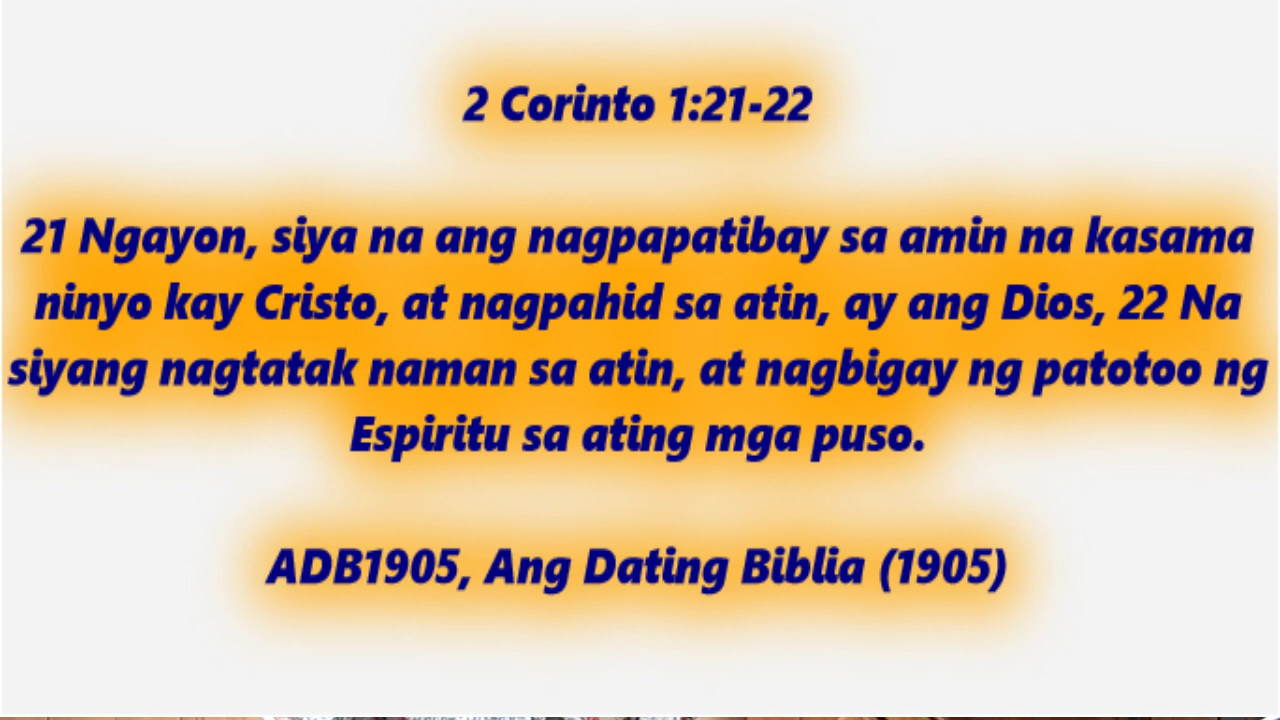 2 Corinto 1:21-22
21 Ngayon, siya na ang nagpapatibay sa amin na kasama
ninyo kay Cristo, at nagpahid sa atin, ay ang Dios, 22 Na
siyang nagtatak naman sa atin, at nagbigay ng patotoo ng
Espiritu sa ating mga puso.
ADB1905, Ang Dating Biblia (1905)